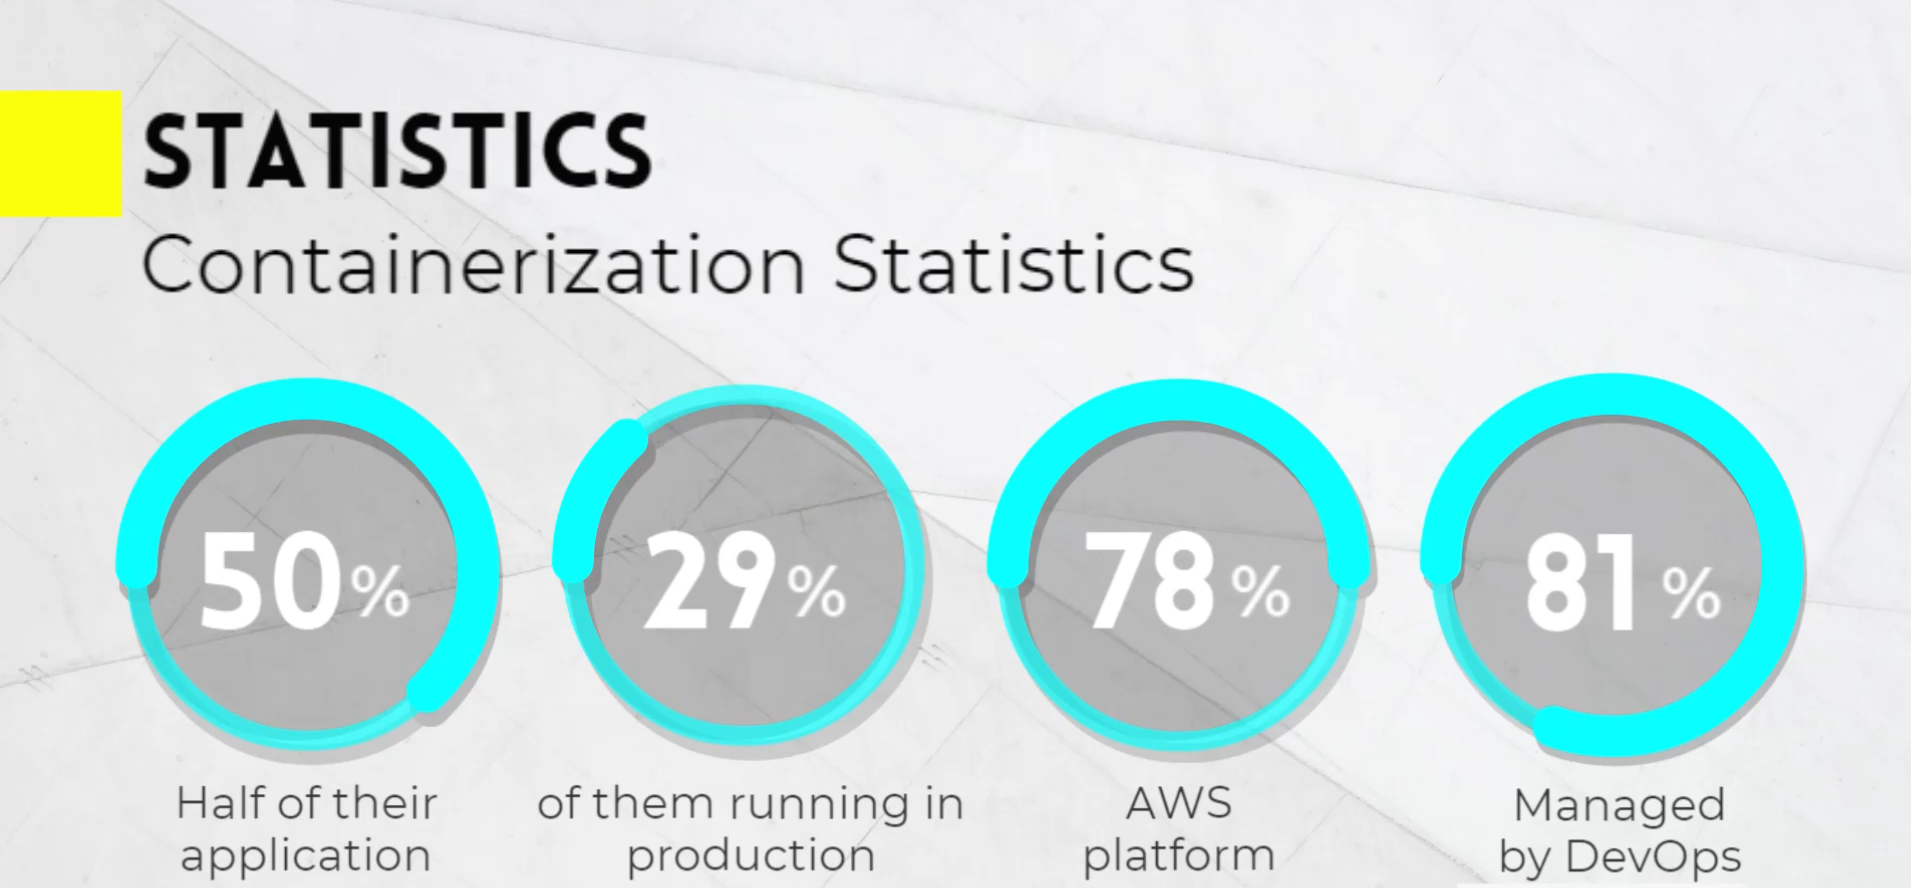 STATISTICS
Containerization Statistics
50%
29%
78%
81%
Half of their
application
of them running in
production
AWS
platform
Managed
by DevOps